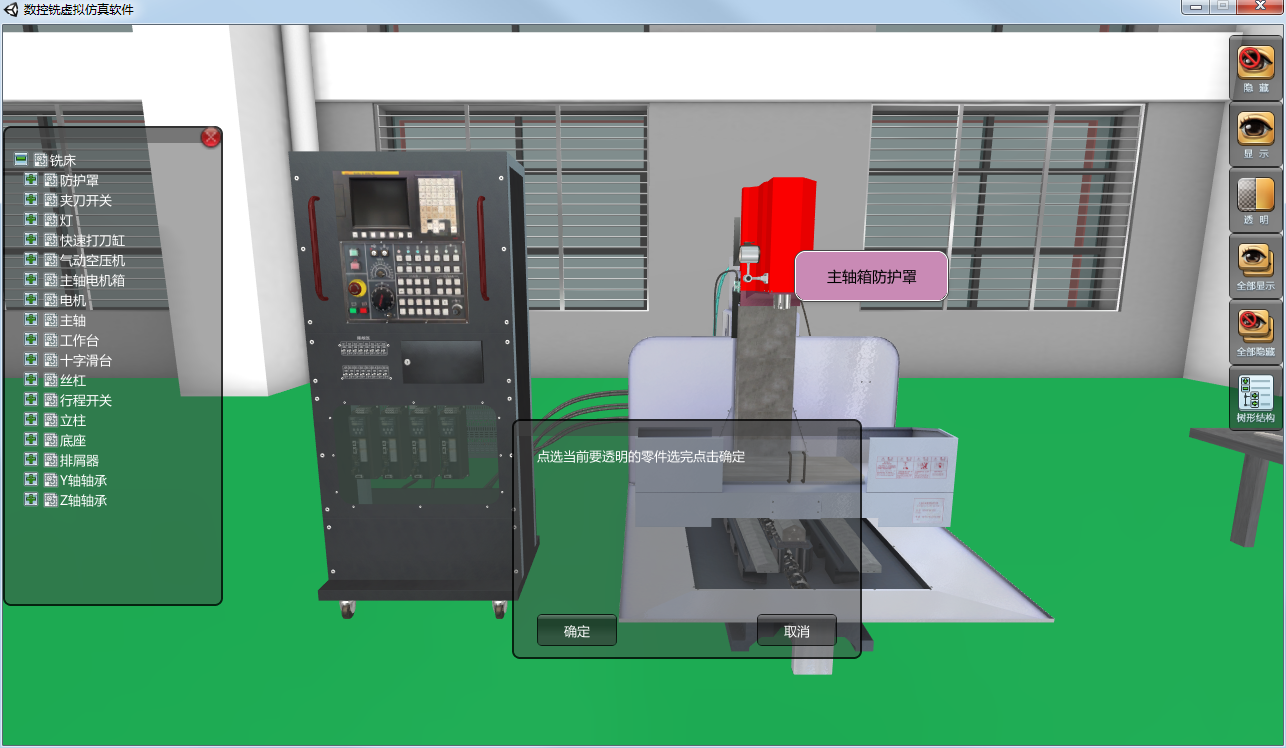 数控铣虚拟仿真软件
隐 藏
显 示
透 明
全部显示
全部隐藏
树形结构
铣床
防护罩
夹刀开关
灯
快速打刀缸
气动空压机
主轴电机箱
电机
主轴
工作台
十字滑台
丝杠
行程开关
立柱
底座
排屑器
Y轴轴承
Z轴轴承
主轴箱防护罩
点选当前要透明的零件选完点击确定
确定
取消